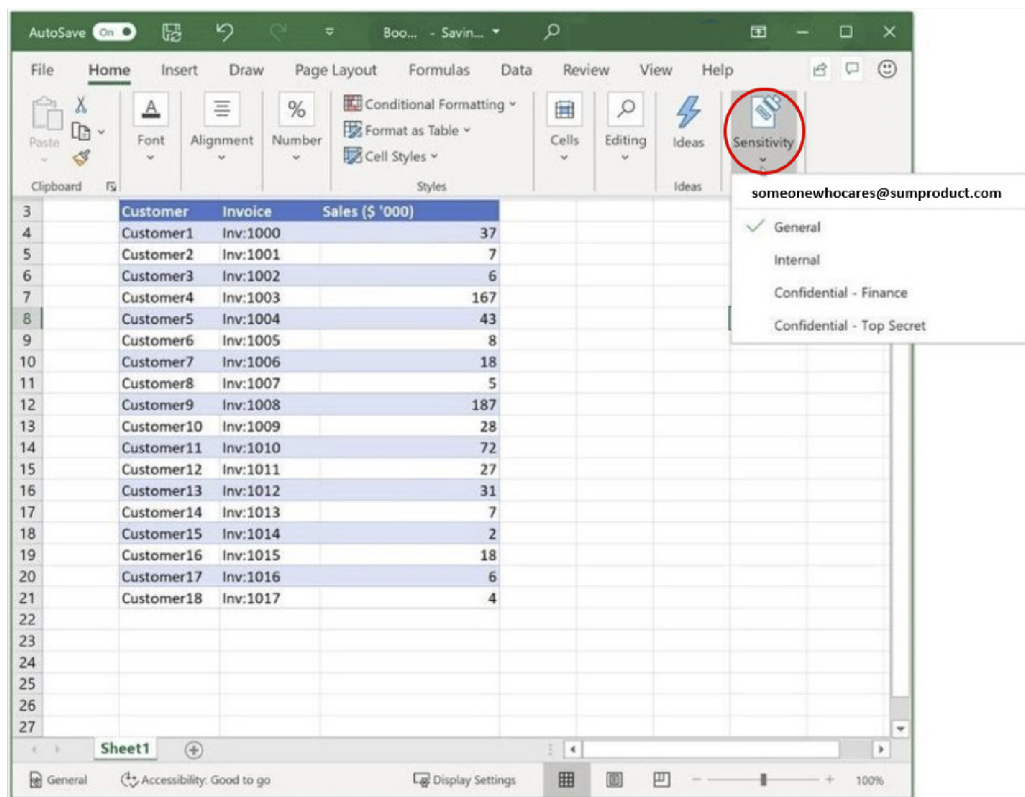 AutoSave On Boo... - Savin...
File Home Insert Draw Page Layout Formulas Data Review View Help
Paste
Clipboard
Font
Alignment
%
Number
Conditional Formatting
Format as Table
Cell Styles
Styles
Cells
Editing
Ideas
Ideas
Sensitivity
someonewhocares@sumproduct.com
General
Internal
Confidential - Finance
Confidential - Top Secret
3 Customer Invoice Sales ($ '000)
4 Customer1 Inv:1000 37
5 Customer2 Inv:1001 7
6 Customer3 Inv:1002 6
7 Customer4 Inv:1003 167
8 Customer5 Inv:1004 43
9 Customer6 Inv:1005 8
10 Customer7 Inv:1006 18
11 Customer8 Inv:1007 5
12 Customer9 Inv:1008 187
13 Customer10 Inv:1009 28
14 Customer11 Inv:1010 72
15 Customer12 Inv:1011 27
16 Customer13 Inv:1012 31
17 Customer14 Inv:1013 7
18 Customer15 Inv:1014 2
19 Customer16 Inv:1015 18
20 Customer17 Inv:1016 6
21 Customer18 Inv:1017 4
22
23
24
25
26
27
Sheet1
General Accessibility: Good to go Display Settings 100%